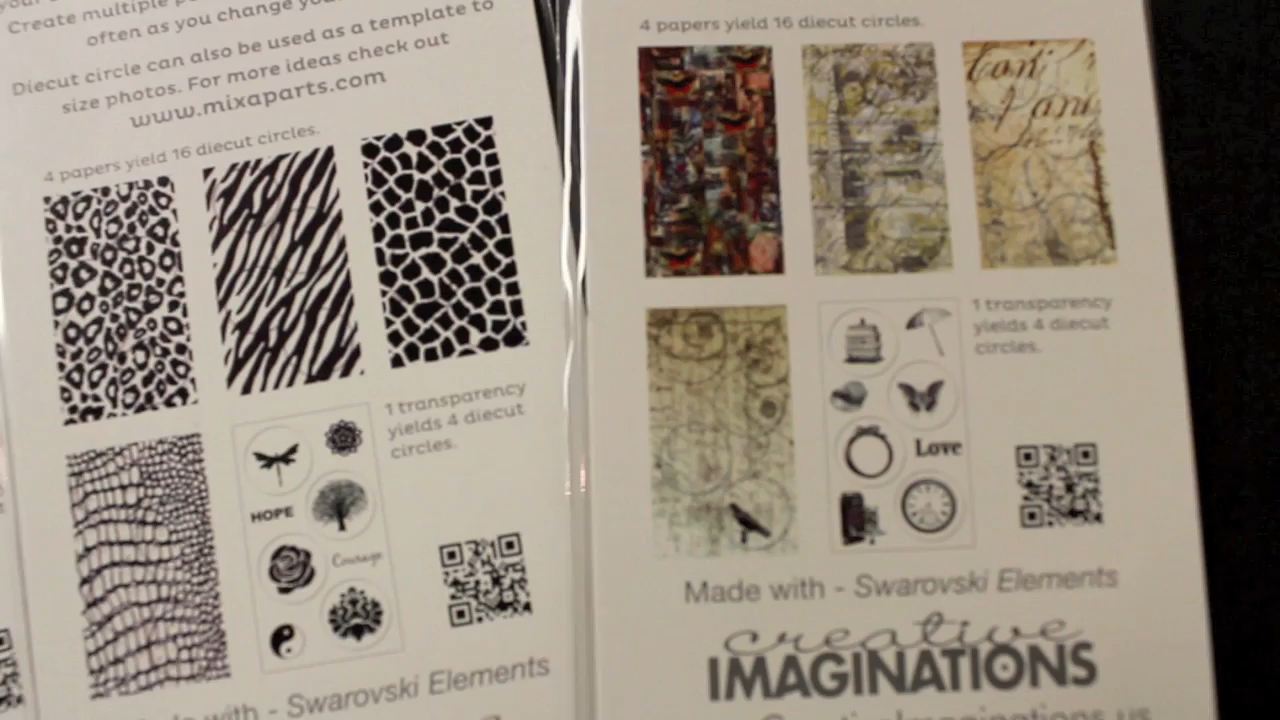 Create multiple
often as you change
Diecut circle can also be used as a template to
size photos. For more ideas check out
www.mixaparts.com
4 papers yield 16 diecut circles.
1 transparency
yields 4 diecut
circles.
HOPE
Courage
with - Swarovski Elements
4 papers yield 16 diecut circles.
1 transparency
yields 4 diecut
circles.
Love
Made with - Swarovski Elements
creative
IMAGINATIONS